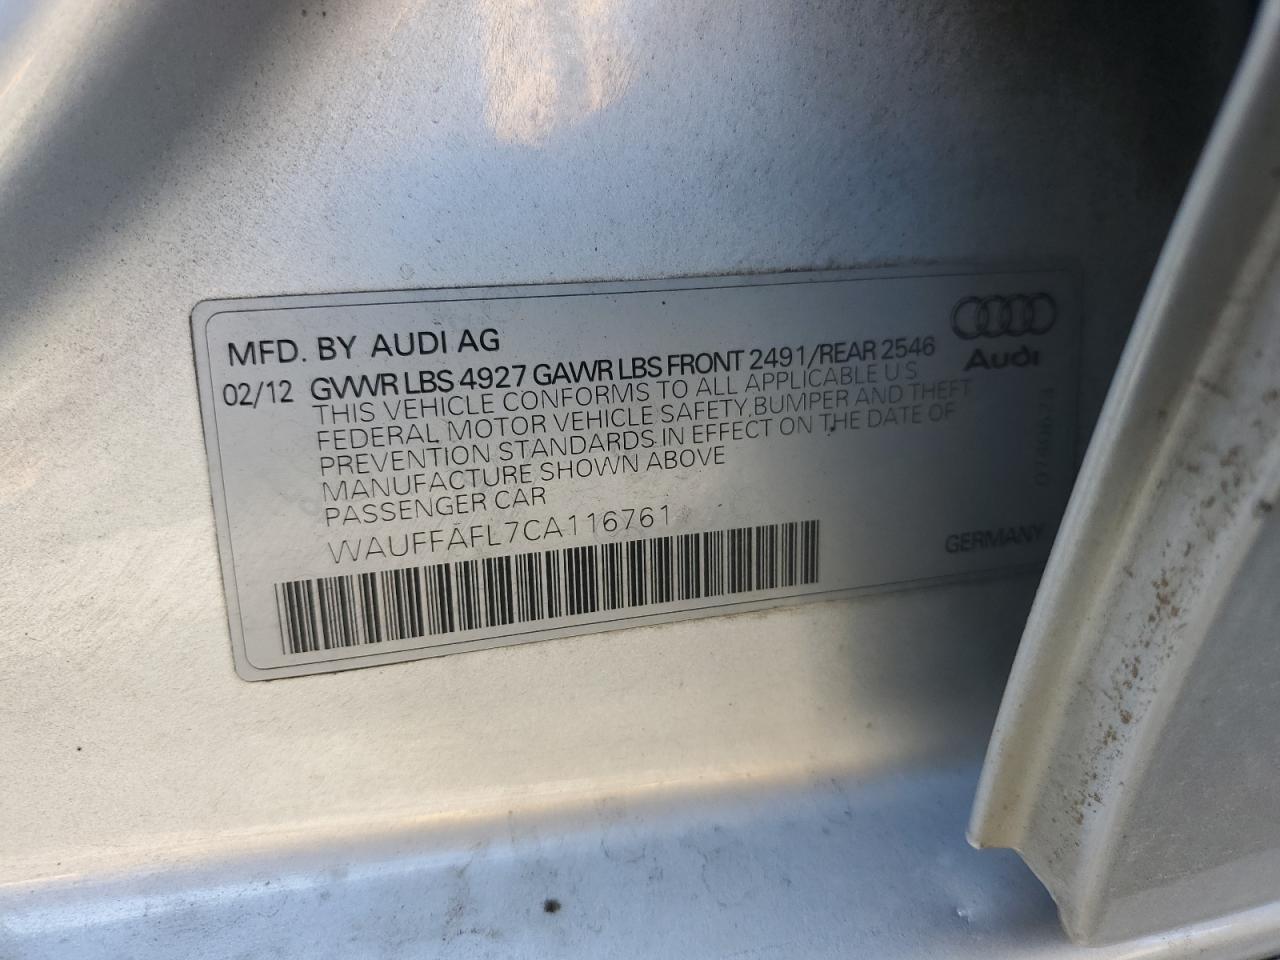 MFD. BY AUDI AG
02/12 GVWR LBS 4927 GAWR LBS FRONT 2491/REAR 2546
THIS VEHICLE CONFORMS TO ALL APPLICABLE U S
FEDERAL MOTOR VEHICLE SAFETY, BUMPER AND THEFT
PREVENTION STANDARDS IN EFFECT ON THE DATE OF
MANUFACTURE SHOWN ABOVE
PASSENGER CAR
WAUFFAFL7CA116761
Audi
GERMANY